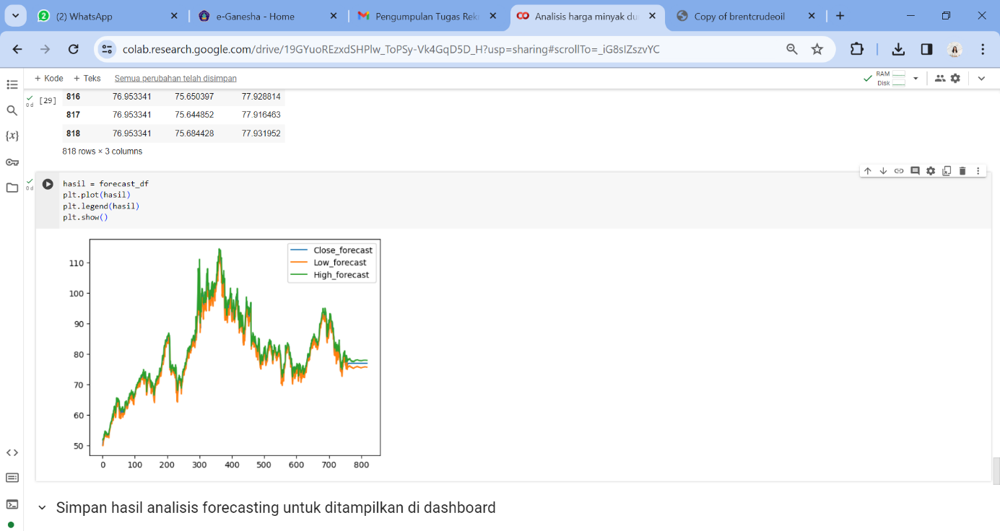 (2) WhatsApp
e-Ganesha - Home
Pengumpulan Tugas Rek
Analisis harga minyak du
Copy of brentcrudeoil
colab.research.google.com/drive/19GYuoREzxdSHPlw_ToPSy-Vk4GqD5D_H?usp=sharing#scrollTo=_iG8sIZszvYC
+ Kode + Teks Semua perubahan telah disimpan
RAM
Disk
0 d [29]
816 76.953341 75.650397 77.928814
817 76.953341 75.644852 77.916463
818 76.953341 75.684428 77.931952
818 rows × 3 columns
0 d
hasil = forecast_df
plt.plot(hasil)
plt.legend(hasil)
plt.show()
Close_forecast
Low_forecast
High_forecast
110
100
90
80
70
60
50
0 100 200 300 400 500 600 700 800
Simpan hasil analisis forecasting untuk ditampilkan di dashboard